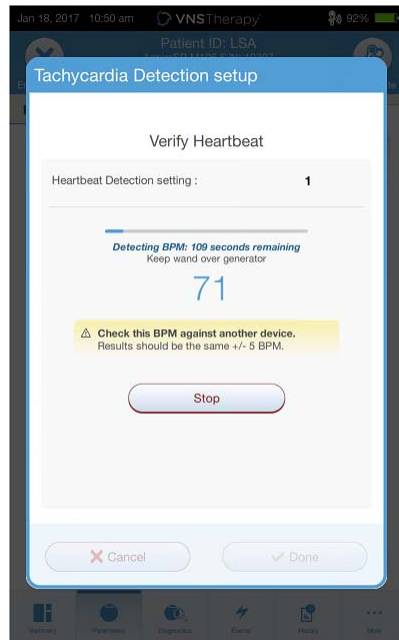 Jan 18, 2017 10:50 am VNSTherapy 92%
Patient ID: LSA
Tachycardia Detection setup
Verify Heartbeat
Heartbeat Detection setting : 1
Detecting BPM: 109 seconds remaining
Keep wand over generator
71
Check this BPM against another device.
Results should be the same +/- 5 BPM.
Stop
Cancel Done
Summary Parameters Diagnostics Events History More